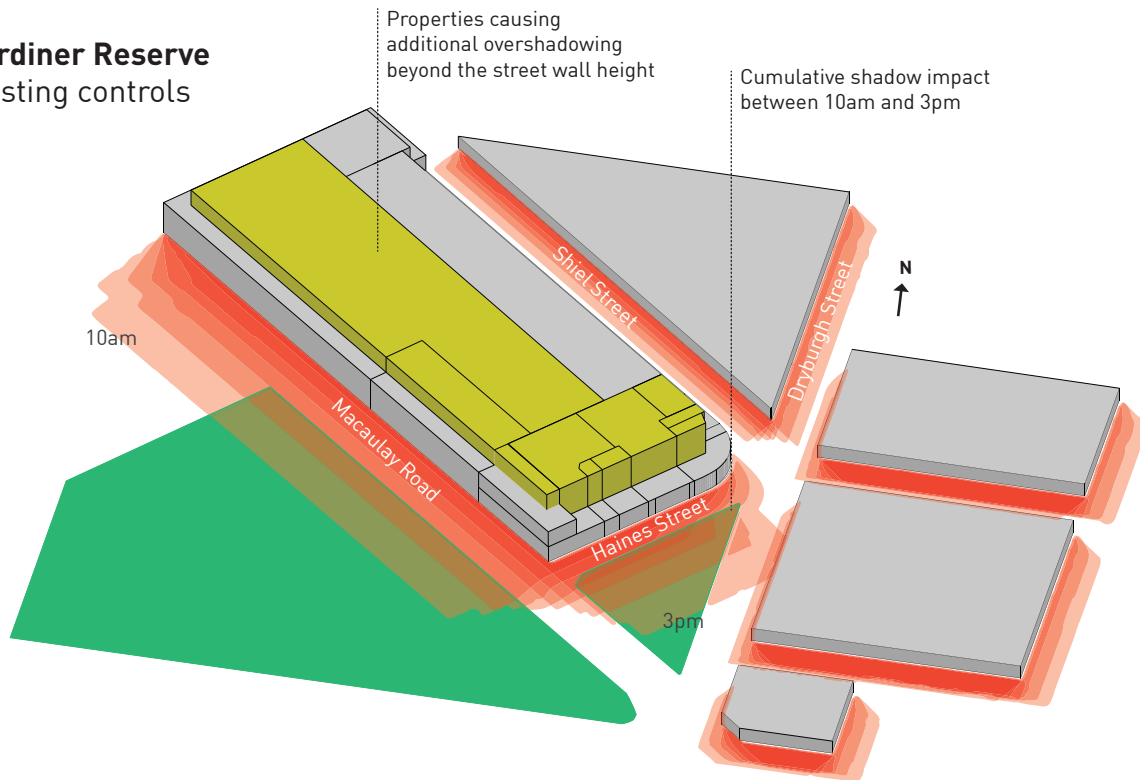 rdiner Reserve
sting controls
Properties causing
additional overshadowing
beyond the street wall height
Cumulative shadow impact
between 10am and 3pm
Shiel Street
Dryburgh Street
N
10am
Macaulay Road
Haines Street
3pm